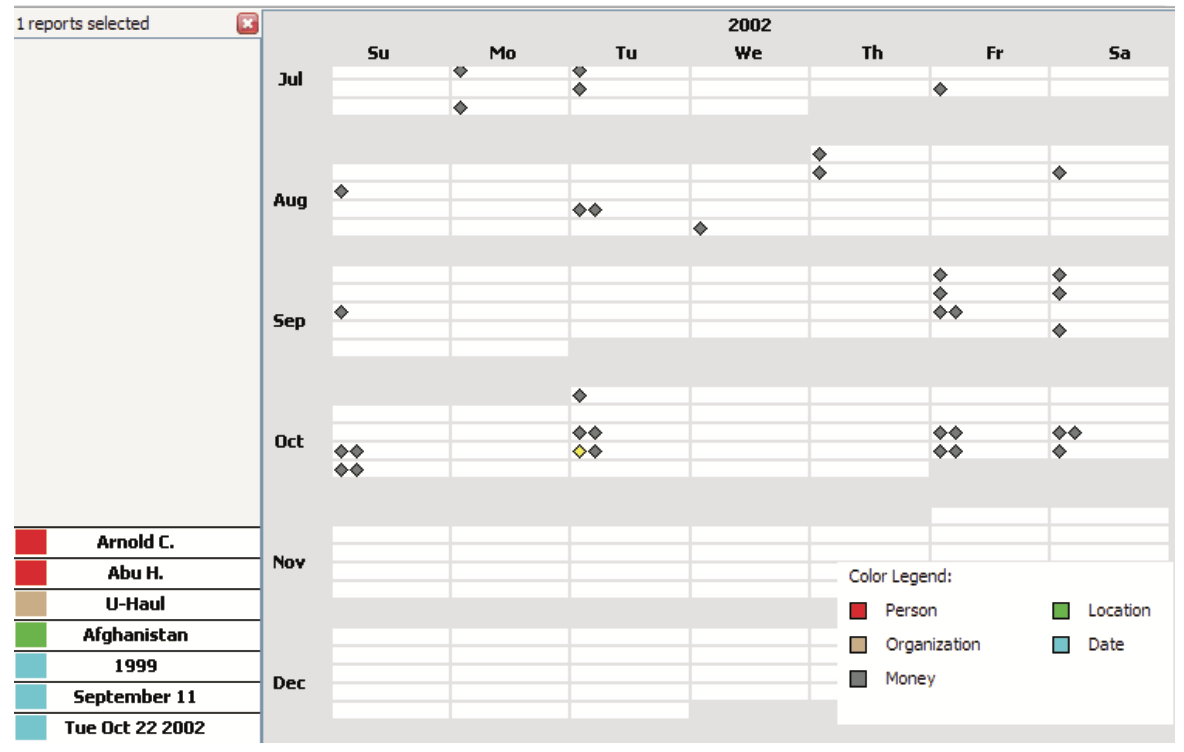 1 reports selected
2002
Su Mo Tu We Th Fr Sa
Jul
Aug
Sep
Oct
Nov
Dec
Arnold C.
Abu H.
U-Haul
Afghanistan
1999
September 11
Tue Oct 22 2002
Color Legend:
Person Location
Organization Date
Money